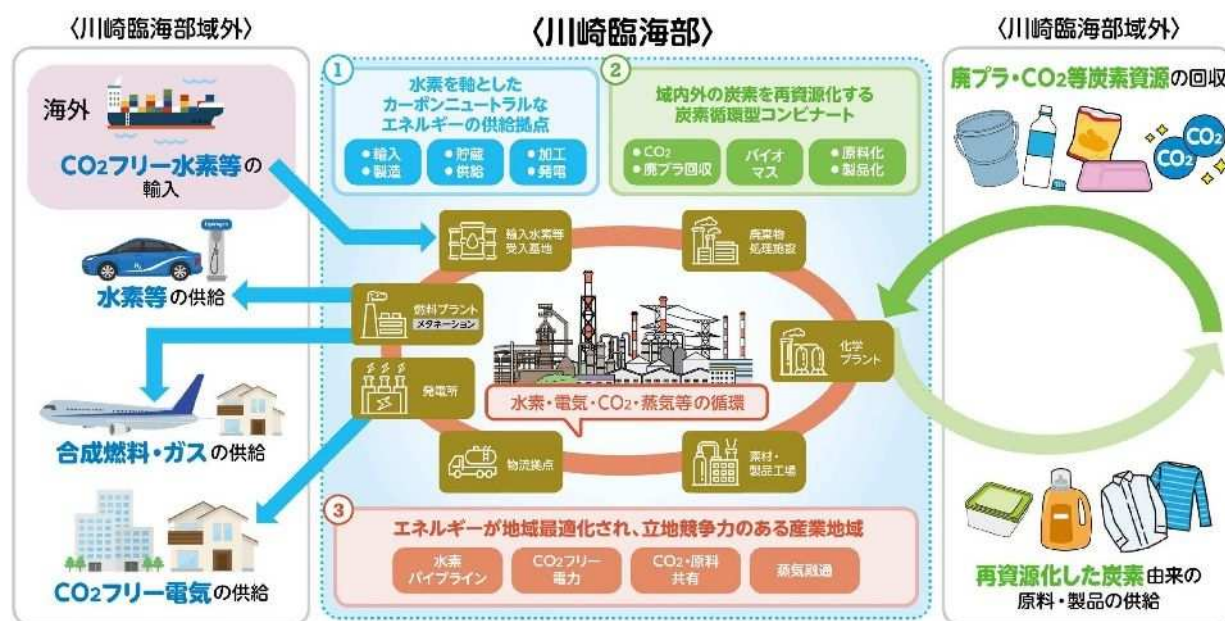 〈川崎臨海部域外〉
海外
CO2フリー水素等の
輸入
水素等の供給
合成燃料・ガスの供給
CO2フリー電気の供給
〈川崎臨海部〉
①
水素を軸とした
カーボンニュートラルな
エネルギーの供給拠点
●輸入
●製造
●貯蔵
●供給
●加工
●発電
②
域内外の炭素を再資源化する
炭素循環型コンビナート
●CO2
●廃プラ回収
バイオ
マス
●原料化
●製品化
輸入水素等
受入基地
廃棄物
処理施設
燃料プラント
メタネーション
化学
プラント
発電所
水素・電気・CO2・蒸気等の循環
物流拠点
素材・
製品工場
③
エネルギーが地域最適化され、立地競争力のある産業地域
水素
パイプライン
CO2フリー
電力
CO2・原料
共有
蒸気融通
〈川崎臨海部域外〉
廃プラ・CO2等炭素資源の回収
CO2
CO2
再資源化した炭素由来の
原料・製品の供給